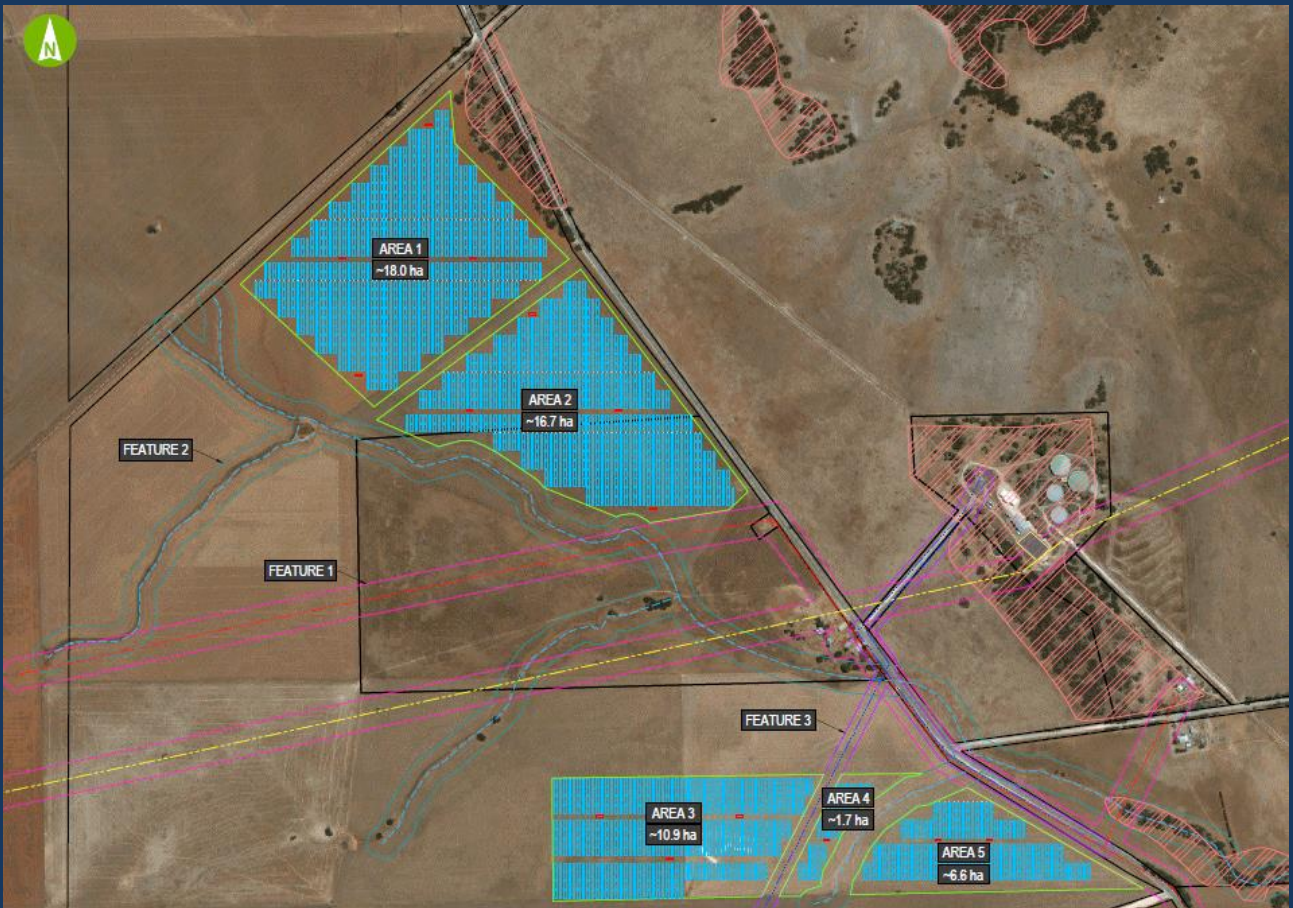 N
AREA 1
~18.0 ha
AREA 2
~16.7 ha
FEATURE 2
FEATURE 1
FEATURE 3
AREA 3
~10.9 ha
AREA 4
~1.7 ha
AREA 5
~6.6 ha